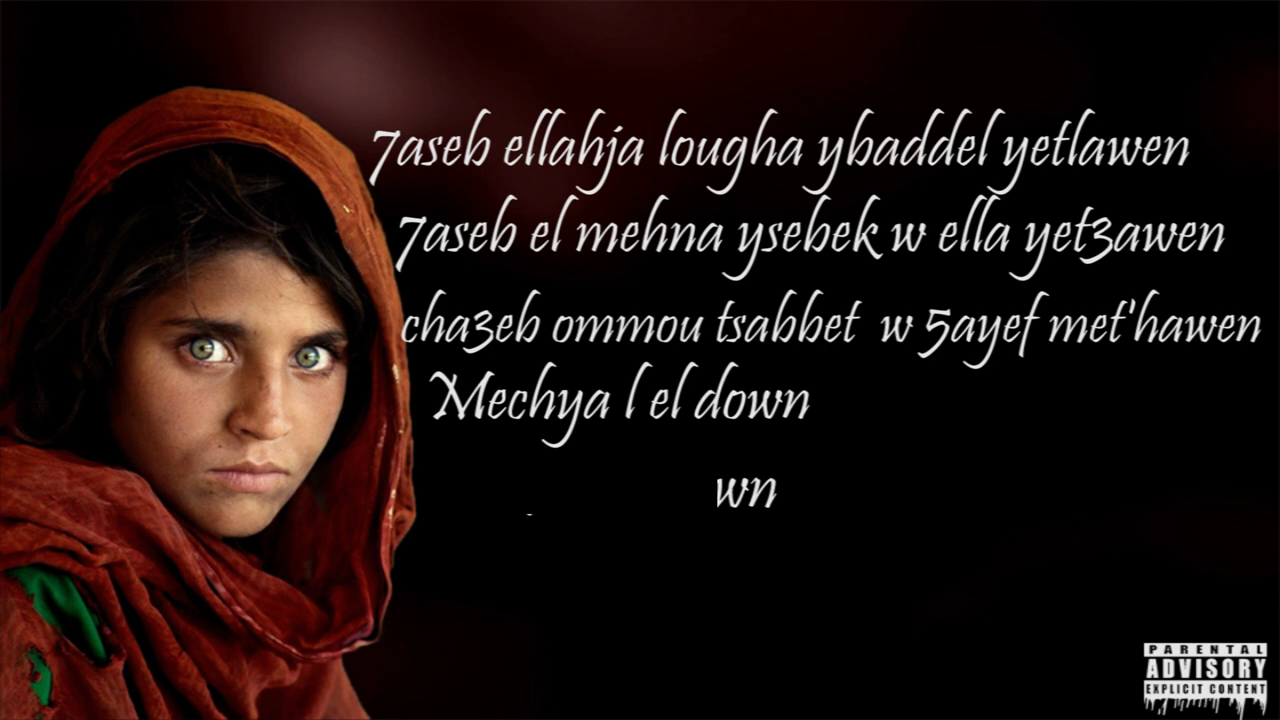 7aseb ellahja lougha ybaddel yetlawen
7aseb el mehna ysebek w ella yet3awen
cha3eb ommou tsabbet w 5ayef met'hawen
Mechya l el down
wn
PARENTAL
ADVISORY
EXPLICIT CONTENT